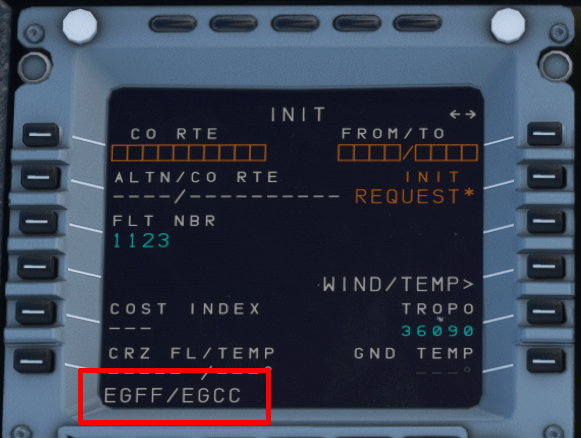 INIT ←→
CO RTE FROM/TO
□□□□□□□□□□ □□□□/□□□□
ALTN/CO RTE INIT
----/---------- REQUEST*
FLT NBR
1123
WIND/TEMP>
COST INDEX TROPO
--- 36090
CRZ FL/TEMP GND TEMP
-----/---° ---°
EGFF/EGCC